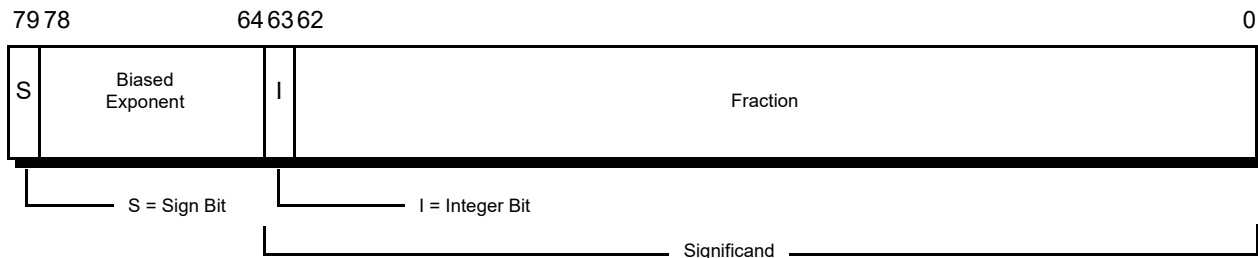 79 78 64 63 62 0
S Biased Exponent I Fraction
S = Sign Bit I = Integer Bit
Significand